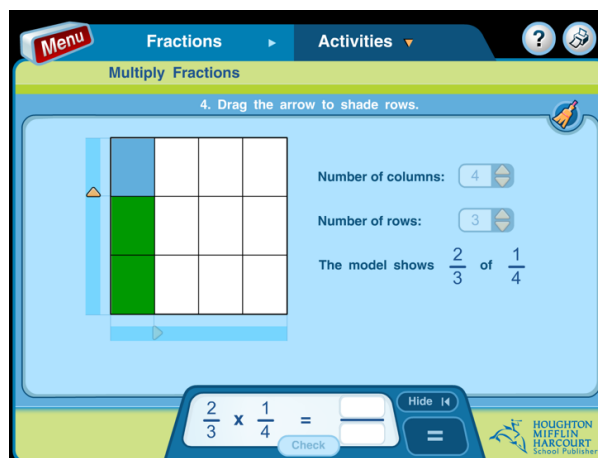 Menu
Fractions
Activities
?
Multiply Fractions
4. Drag the arrow to shade rows.
Number of columns: 4
Number of rows: 3
The model shows 2/3 of 1/4
2/3 x 1/4 =
Check
Hide
=
HOUGHTON
MIFFLIN
HARCOURT
School Publisher